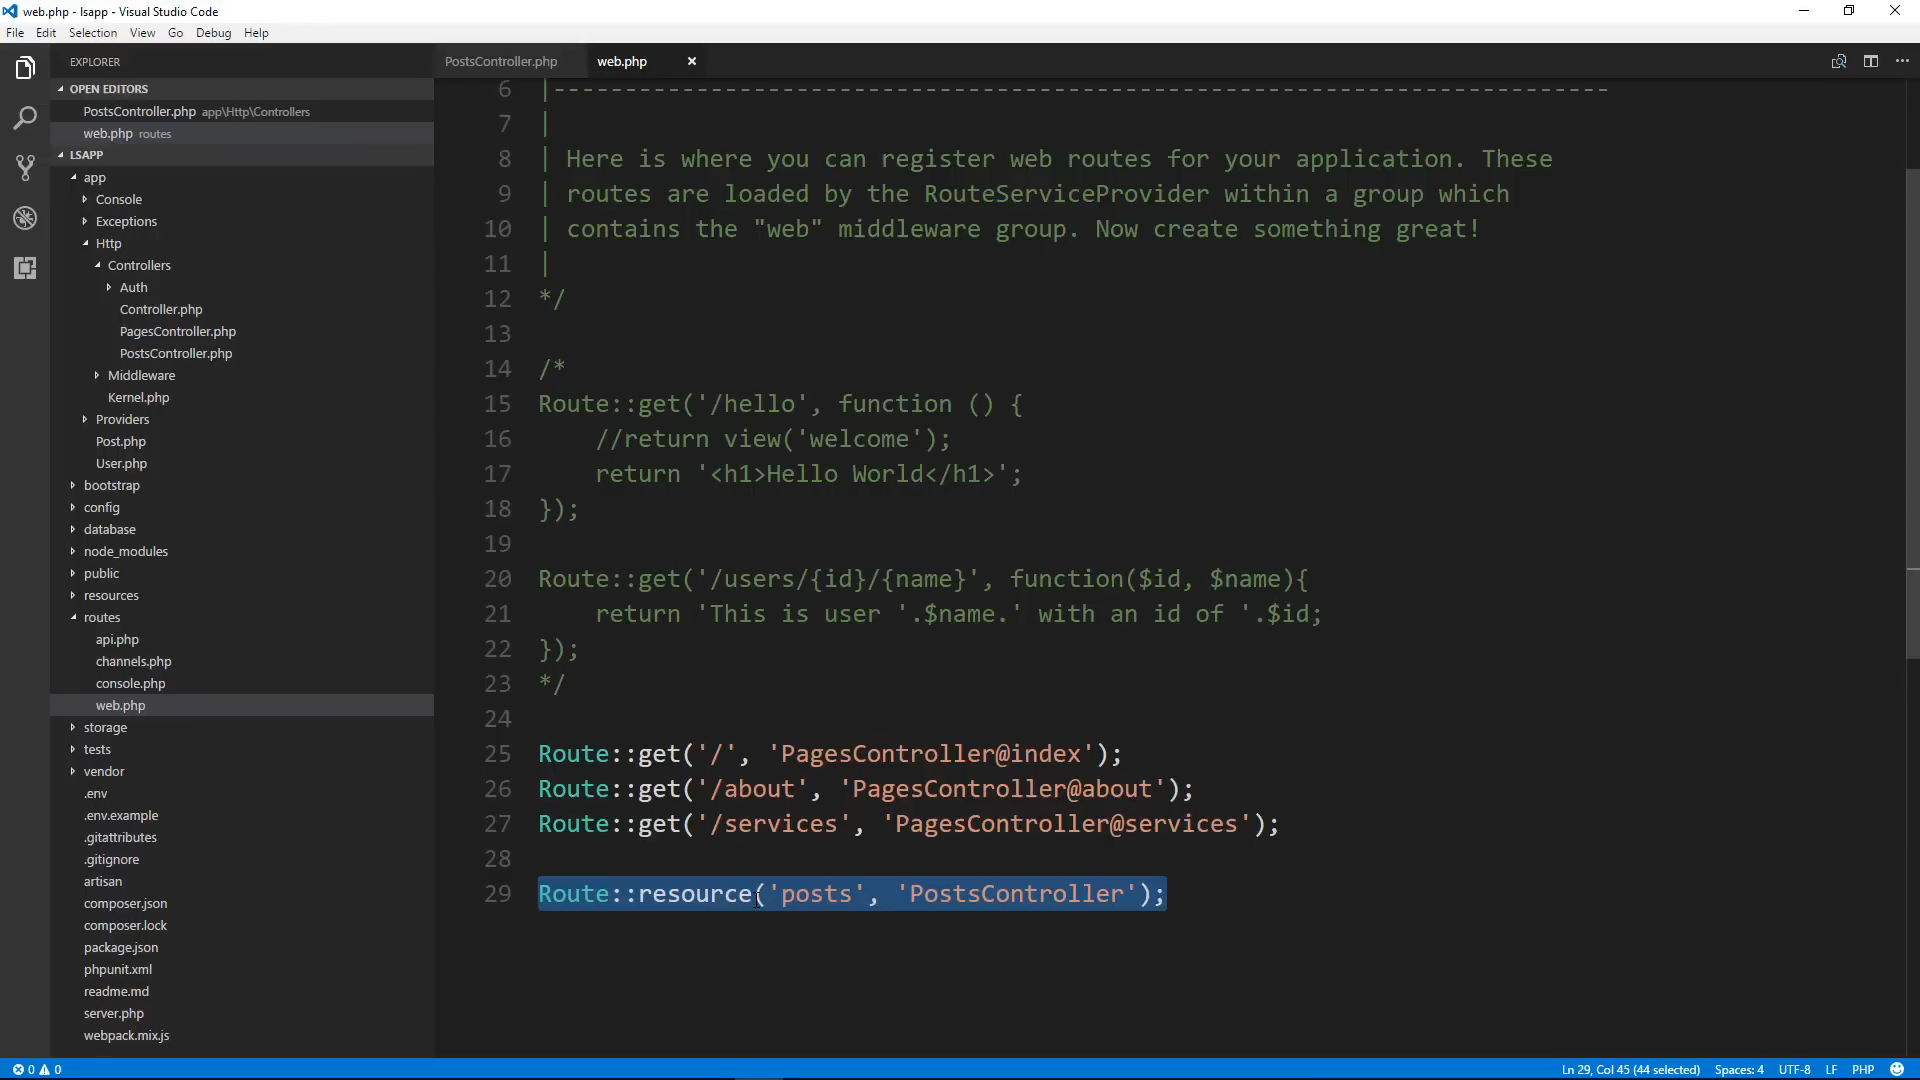 web.php - lsapp - Visual Studio Code
File Edit Selection View Go Debug Help
EXPLORER
OPEN EDITORS
PostsController.php app\Http\Controllers
web.php routes
LSAPP
app
Console
Exceptions
Http
Controllers
Auth
Controller.php
PagesController.php
PostsController.php
Middleware
Kernel.php
Providers
Post.php
User.php
bootstrap
config
database
node_modules
public
resources
routes
api.php
channels.php
console.php
web.php
storage
tests
vendor
.env
.env.example
.gitattributes
.gitignore
artisan
composer.json
composer.lock
package.json
phpunit.xml
readme.md
server.php
webpack.mix.js
PostsController.php web.php
6 |--------------------------------------------------------------------------
7 |
8 | Here is where you can register web routes for your application. These
9 | routes are loaded by the RouteServiceProvider within a group which
10 | contains the "web" middleware group. Now create something great!
11 |
12 */
13
14 /*
15 Route::get('/hello', function () {
16 //return view('welcome');
17 return '<h1>Hello World</h1>';
18 });
19
20 Route::get('/users/{id}/{name}', function($id, $name){
21 return 'This is user '.$name.' with an id of '.$id;
22 });
23 */
24
25 Route::get('/', 'PagesController@index');
26 Route::get('/about', 'PagesController@about');
27 Route::get('/services', 'PagesController@services');
28
29 Route::resource('posts', 'PostsController');
0 0 Ln 29, Col 45 (44 selected) Spaces: 4 UTF-8 LF PHP